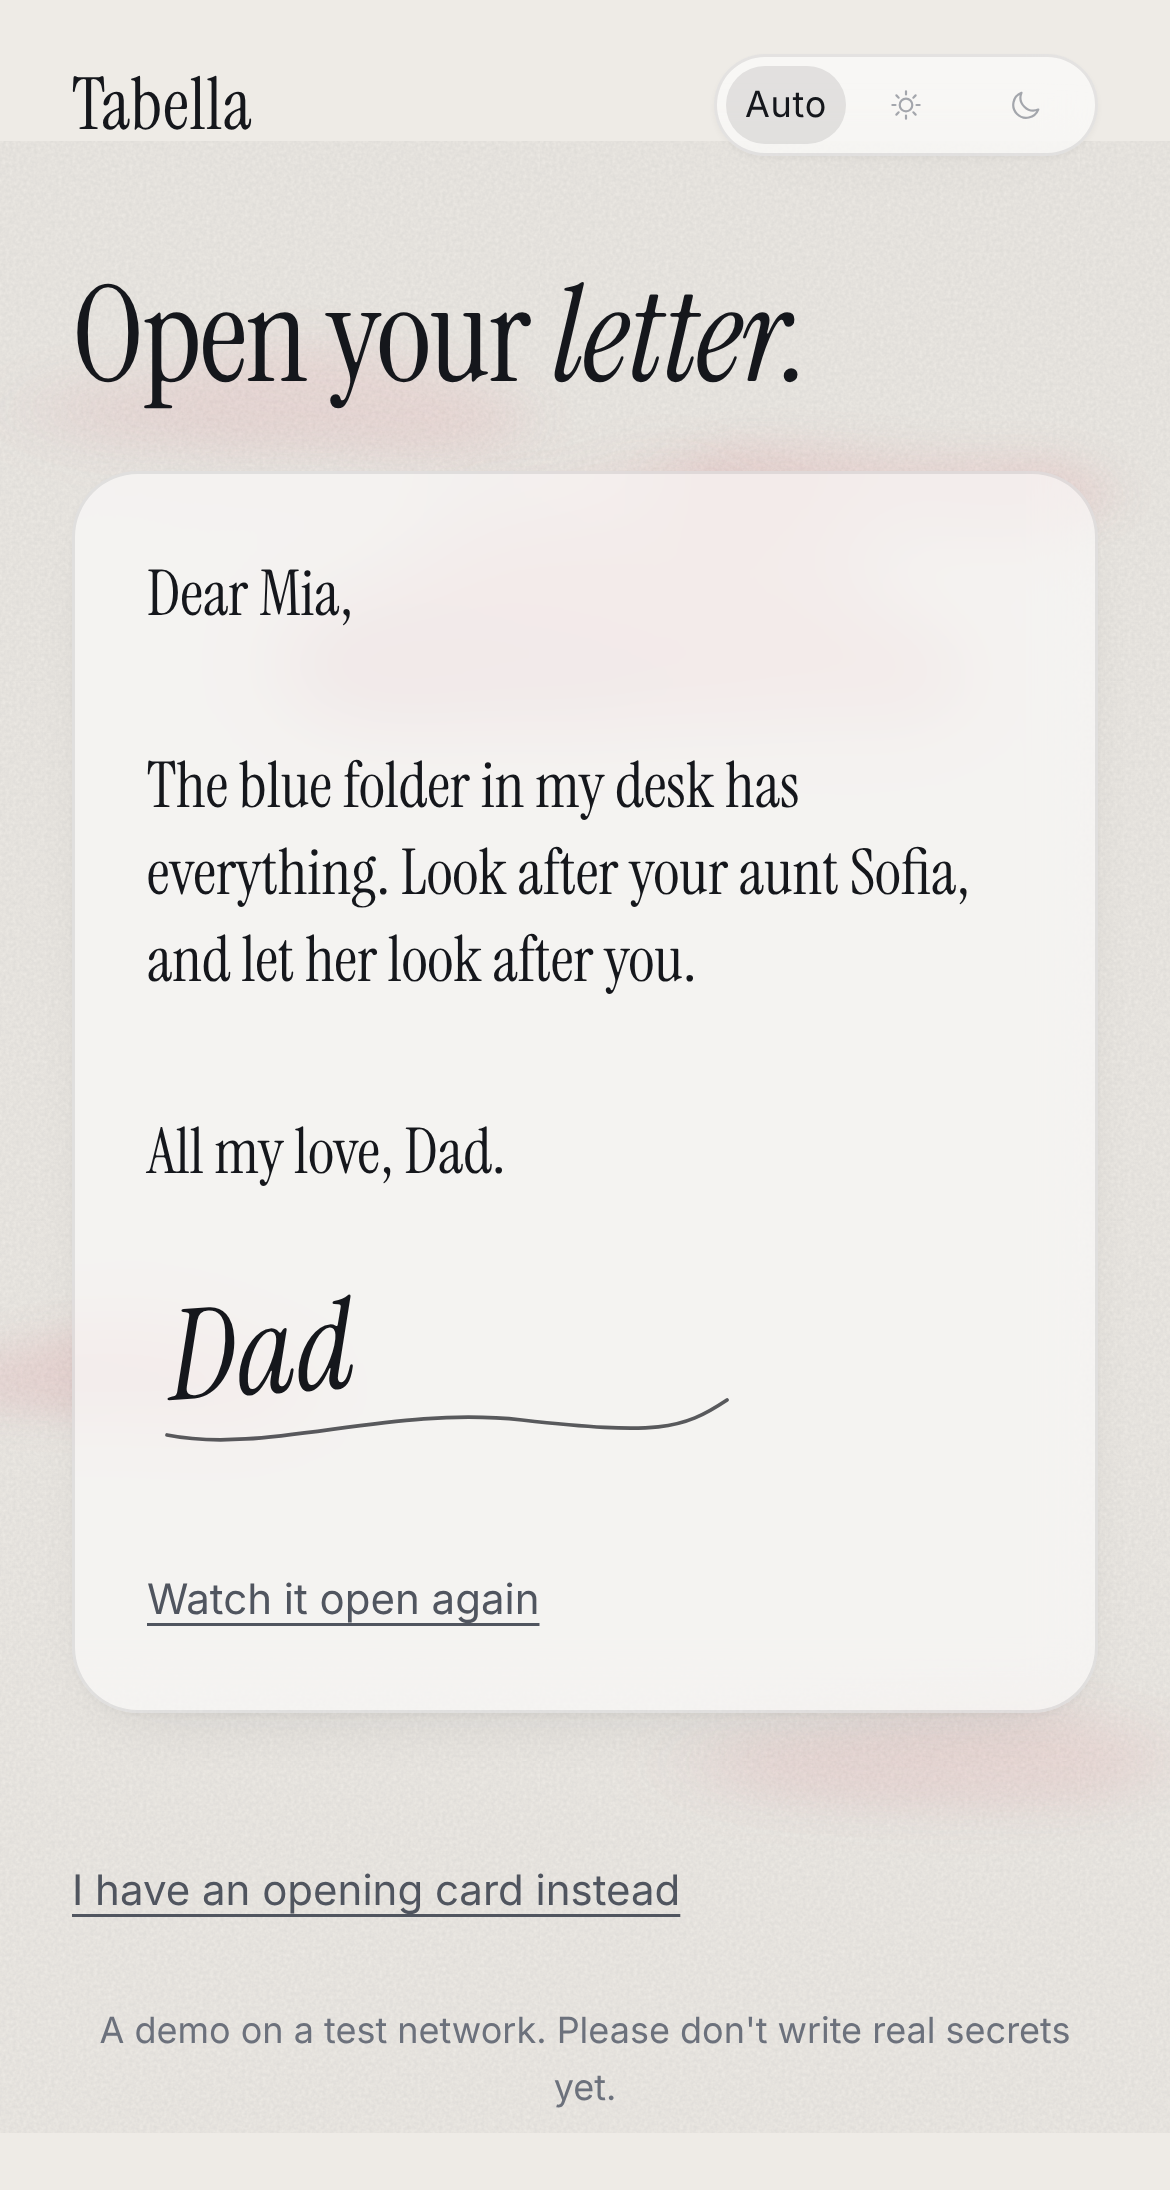 Tabella
Auto
Open your letter.
Dear Mia,
The blue folder in my desk has
everything. Look after your aunt Sofia,
and let her look after you.
All my love, Dad.
Dad
Watch it open again
I have an opening card instead
A demo on a test network. Please don't write real secrets
yet.